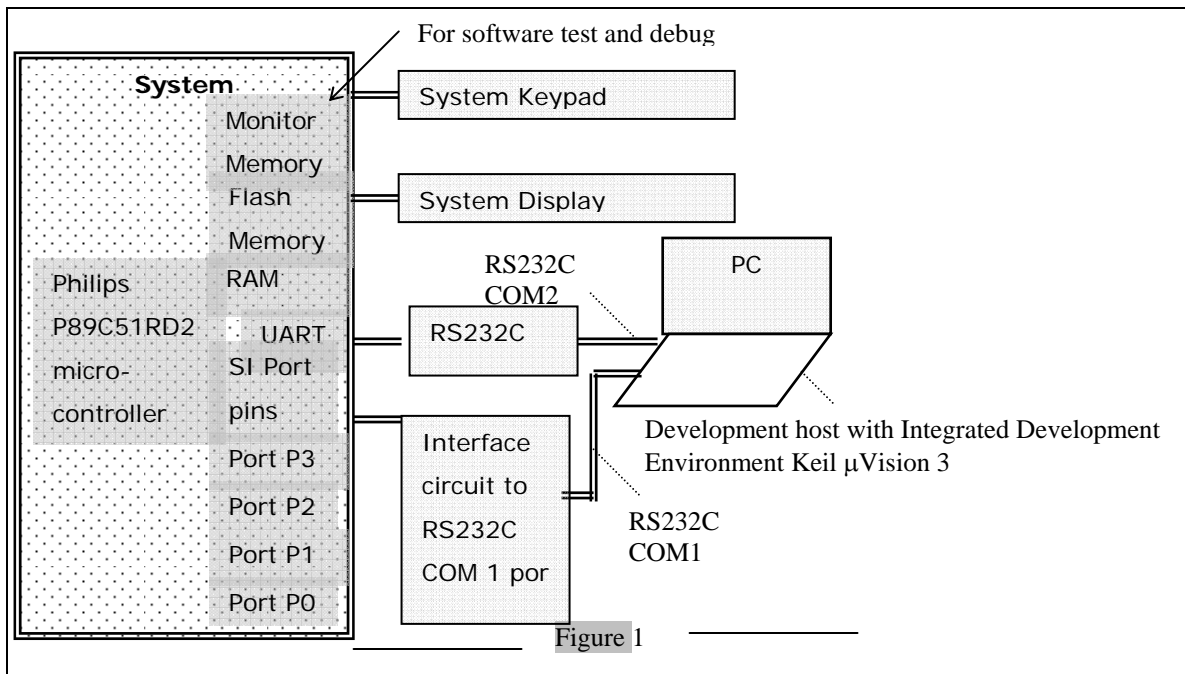 For software test and debug
System
System Keypad
Monitor
Memory
Flash
Memory
System Display
RAM
Philips
P89C51RD2
micro-
controller
UART
SI Port
pins
Port P3
Port P2
Port P1
Port P0
RS232C
COM2
PC
RS232C
Interface
circuit to
RS232C
COM 1 por
Development host with Integrated Development
Environment Keil μVision 3
RS232C
COM1
Figure 1